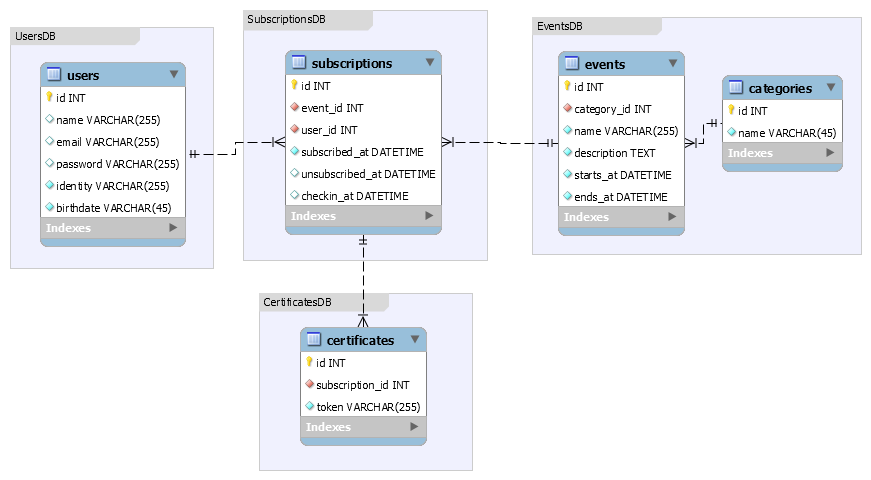 UsersDB
users
id INT
name VARCHAR(255)
email VARCHAR(255)
password VARCHAR(255)
identity VARCHAR(255)
birthdate VARCHAR(45)
Indexes
SubscriptionsDB
subscriptions
id INT
event_id INT
user_id INT
subscribed_at DATETIME
unsubscribed_at DATETIME
checkin_at DATETIME
Indexes
EventsDB
events
id INT
category_id INT
name VARCHAR(255)
description TEXT
starts_at DATETIME
ends_at DATETIME
Indexes
categories
id INT
name VARCHAR(45)
Indexes
CertificatesDB
certificates
id INT
subscription_id INT
token VARCHAR(255)
Indexes